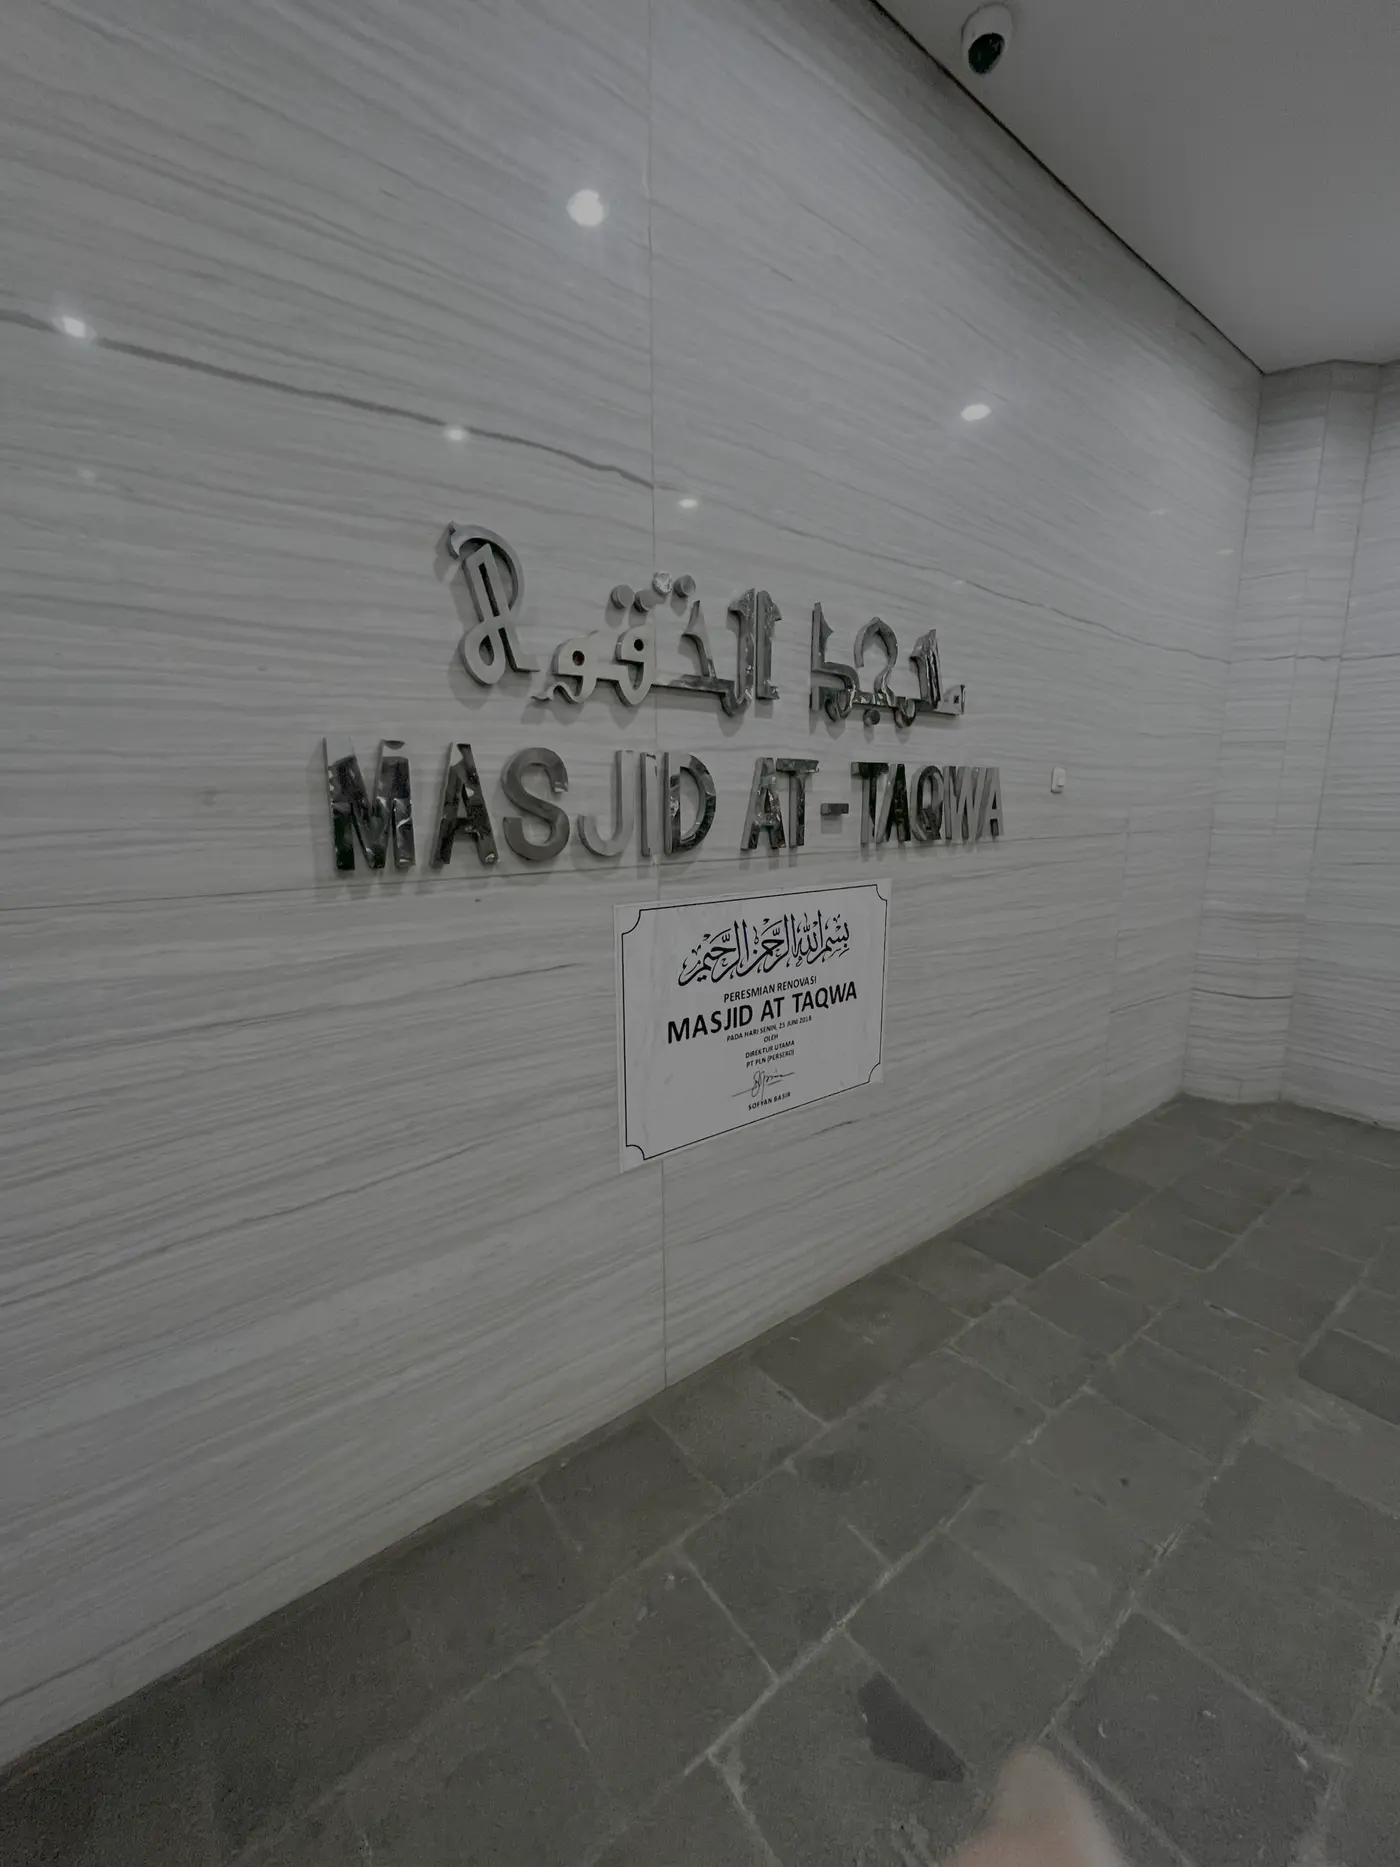 مسجد التقوى
MASJID AT-TAQWA
بسم الله الرحمن الرحيم
PERESMIAN RENOVASI
MASJID AT TAQWA
PADA HARI SENIN, 25 JUNI 2018
OLEH
DIREKTUR UTAMA
PT PLN (PERSERO)
SOFYAN BASIR